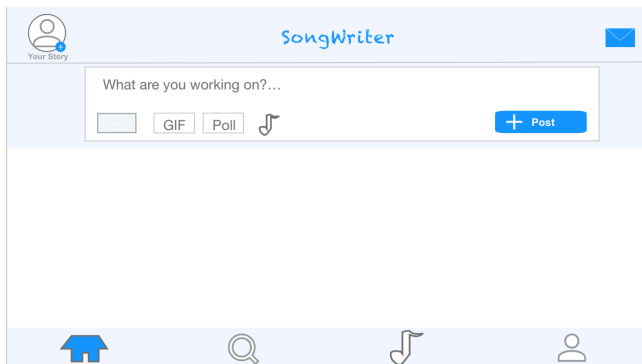 SongWriter
Your Story
What are you working on?...
GIF Poll
Post